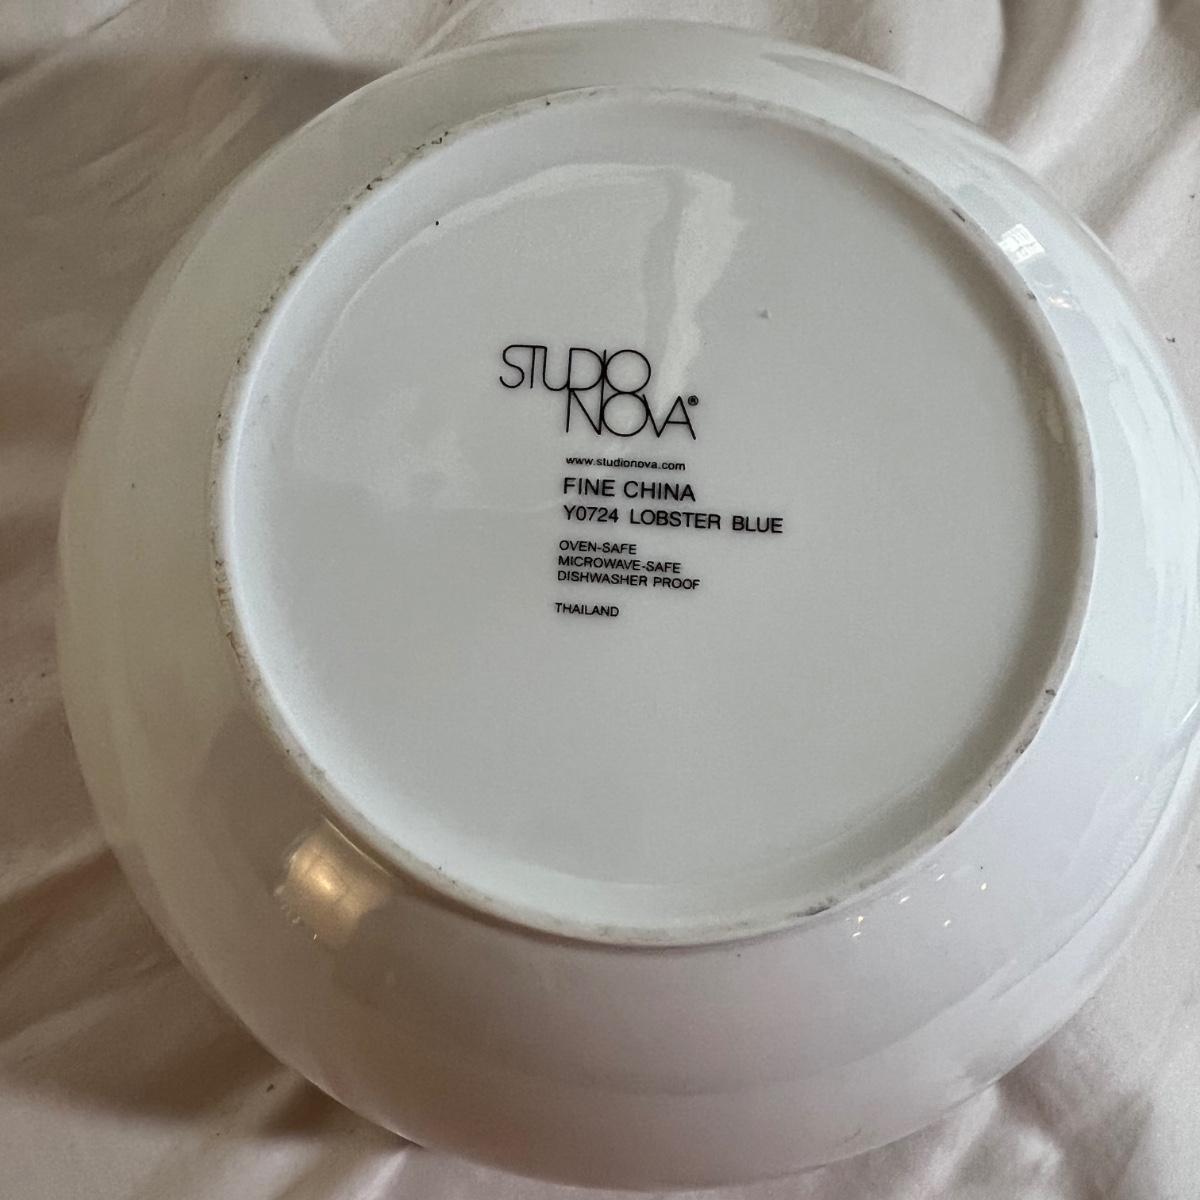 STUDIO
NOVA®
www.studionova.com
FINE CHINA
Y0724 LOBSTER BLUE
OVEN-SAFE
MICROWAVE-SAFE
DISHWASHER PROOF
THAILAND